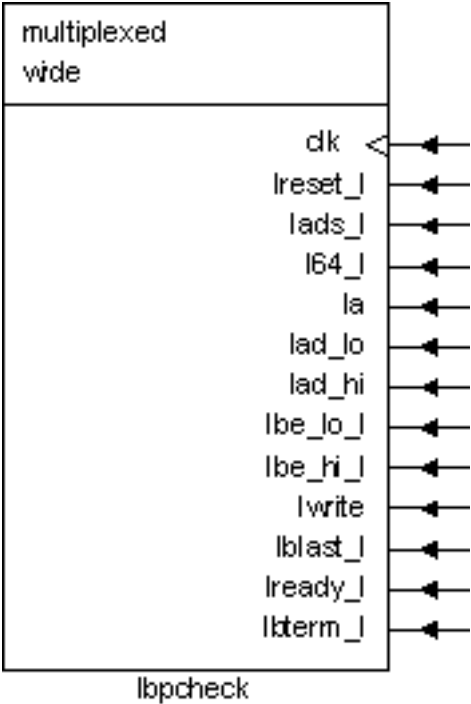 multiplexed
wide
clk
lreset_l
lads_l
l64_l
la
lad_lo
lad_hi
lbe_lo_l
lbe_hi_l
lwrite
lblast_l
lready_l
lbterm_l
lbpcheck